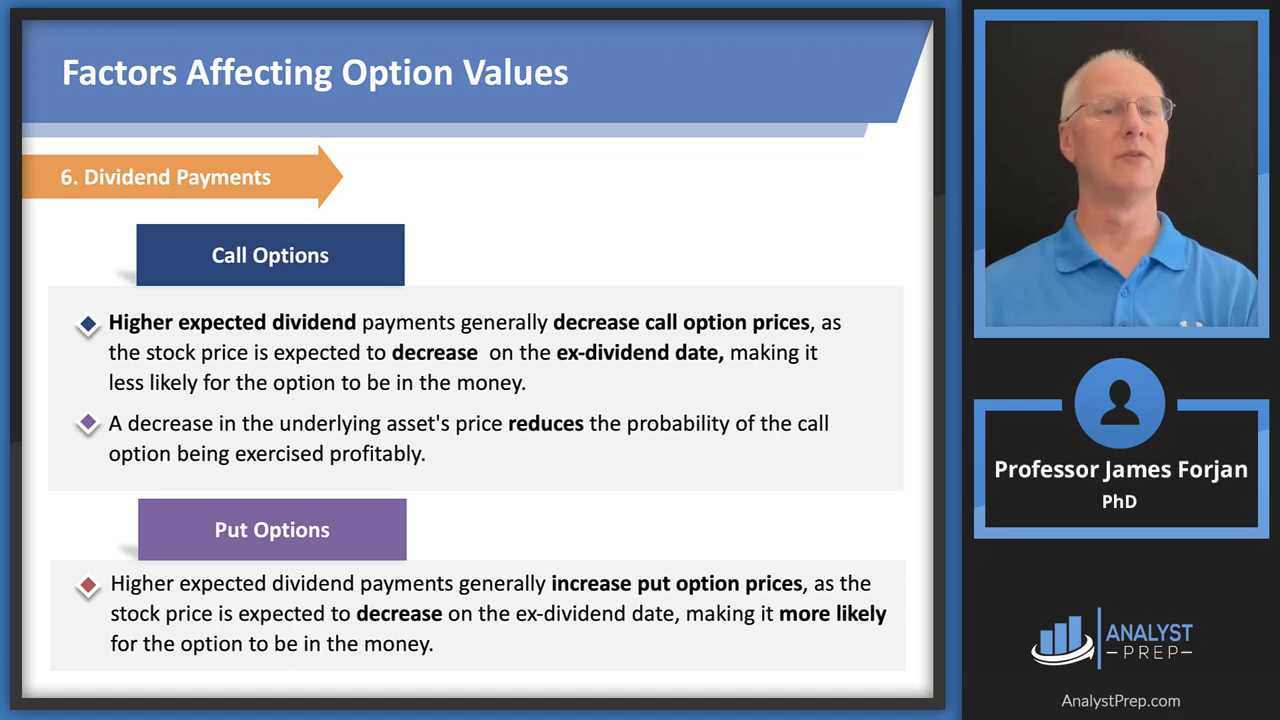 Factors Affecting Option Values
6. Dividend Payments
Call Options
Higher expected dividend payments generally decrease call option prices, as
the stock price is expected to decrease on the ex-dividend date, making it
less likely for the option to be in the money.
A decrease in the underlying asset's price reduces the probability of the call
option being exercised profitably.
Put Options
Higher expected dividend payments generally increase put option prices, as the
stock price is expected to decrease on the ex-dividend date, making it more likely
for the option to be in the money.
Professor James Forjan
PhD
ANALYST
PREP
AnalystPrep.com